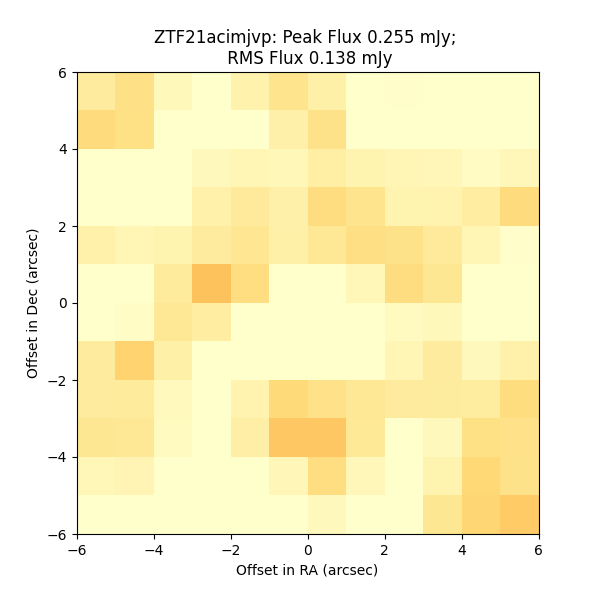 ZTF21acimjvp: Peak Flux 0.255 mJy;
RMS Flux 0.138 mJy
6
4
2
0
−2
−4
−6
Offset in Dec (arcsec)
−6 −4 −2 0 2 4 6
Offset in RA (arcsec)